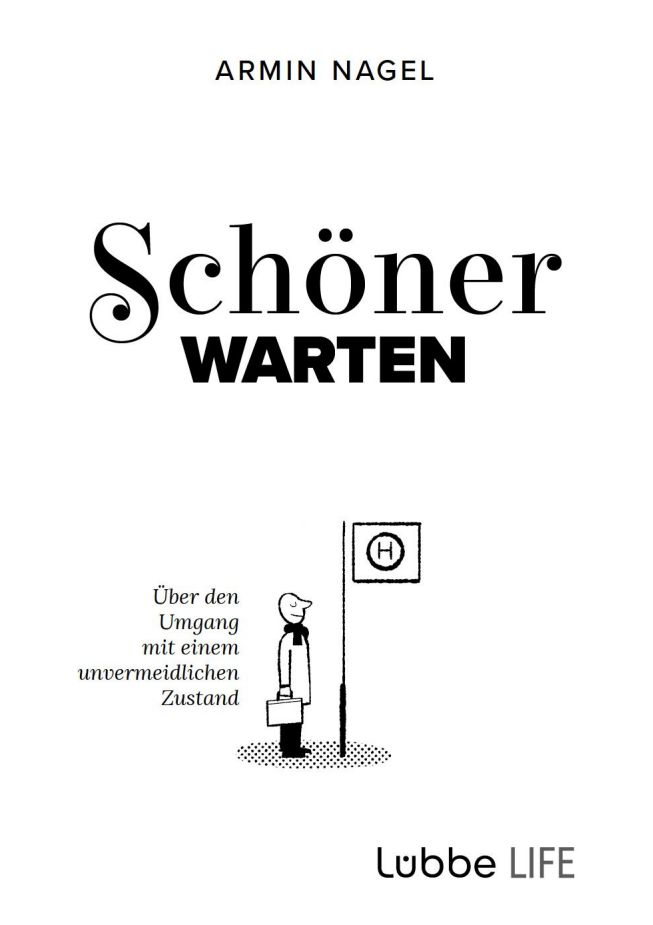 ARMIN NAGEL
Schöner
WARTEN
H
Über den
Umgang
mit einem
unvermeidlichen
Zustand
Lübbe LIFE